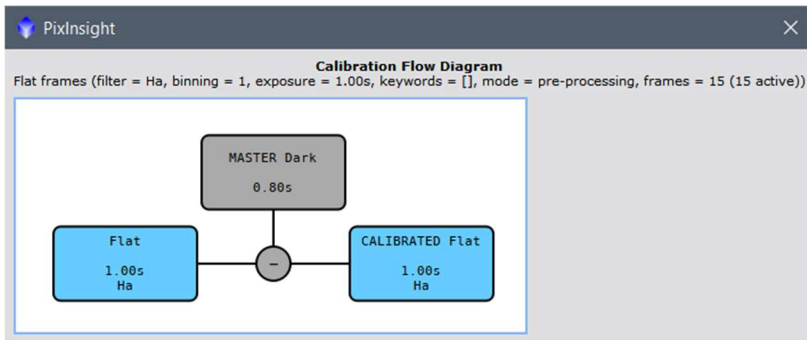 PixInsight
Calibration Flow Diagram
Flat frames (filter = Ha, binning = 1, exposure = 1.00s, keywords = [], mode = pre-processing, frames = 15 (15 active))
MASTER Dark
0.80s
Flat
1.00s
Ha
−
CALIBRATED Flat
1.00s
Ha